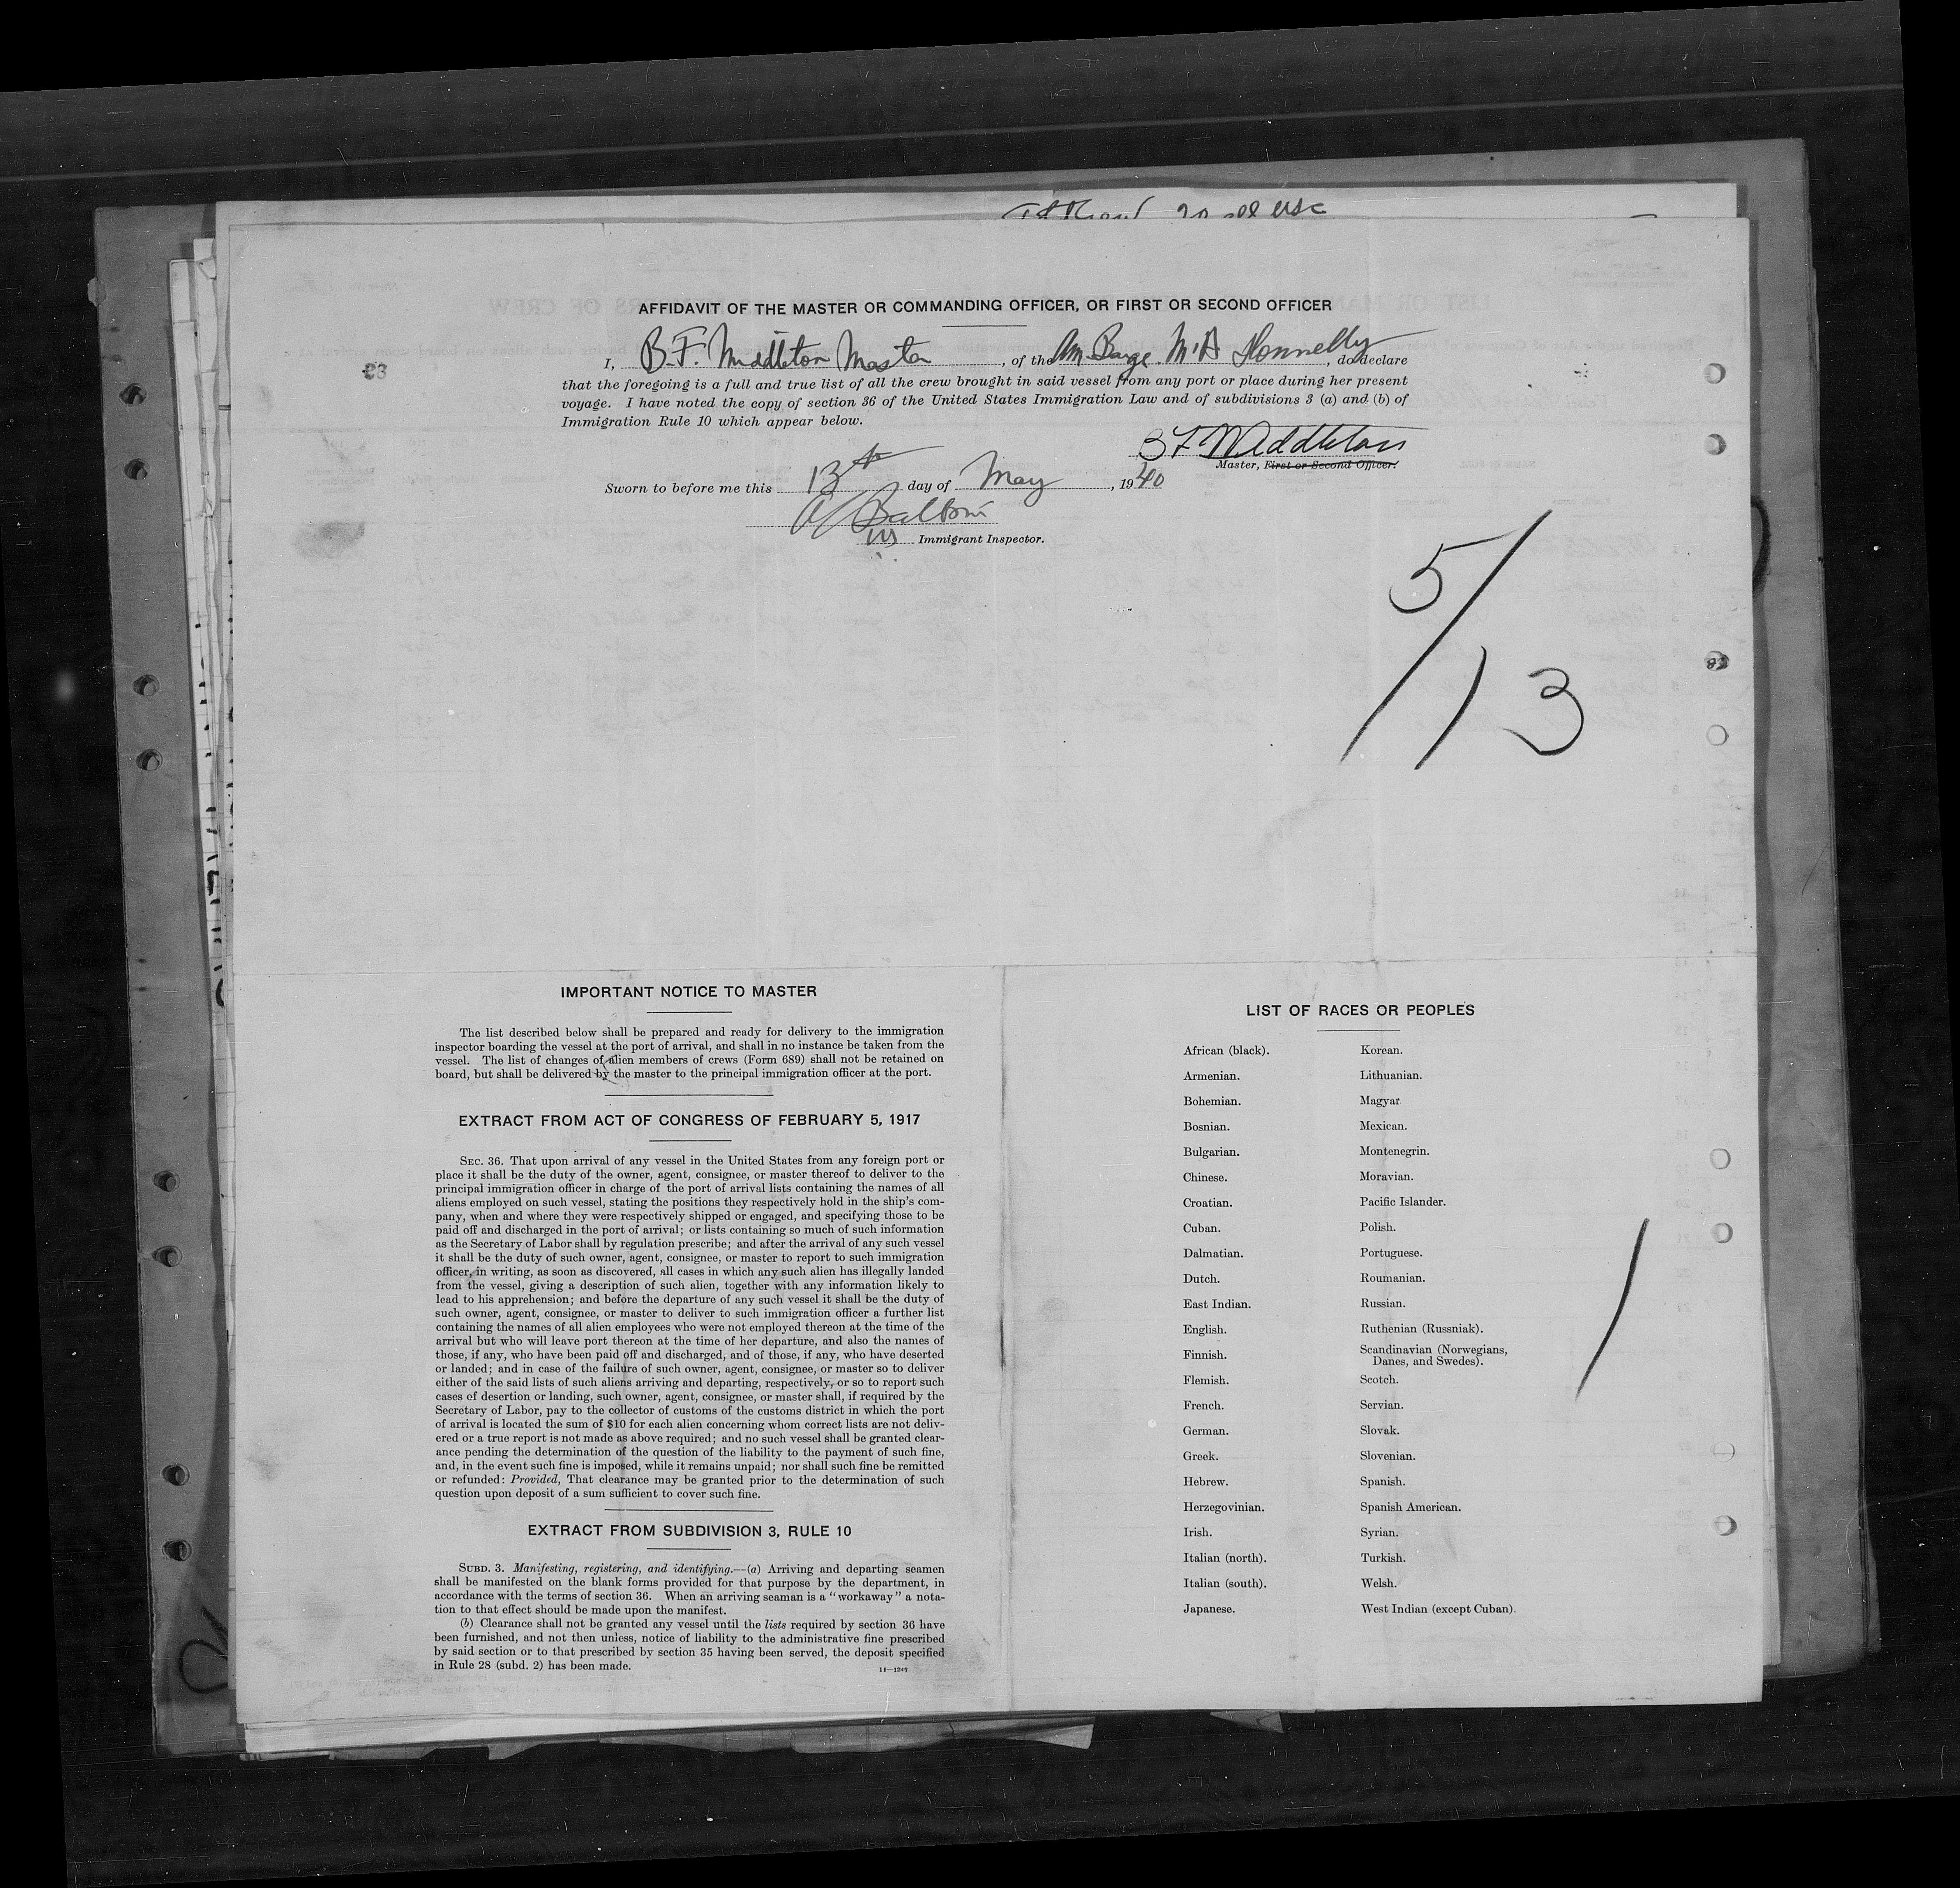 AFFIDAVIT OF THE MASTER OR COMMANDING OFFICER, OR FIRST OR SECOND OFFICER
I, B.F. Middleton Master, of the Am Barge. M'D Donnelly, do declare
that the foregoing is a full and true list of all the crew brought in said vessel from any port or place during her present
voyage. I have noted the copy of section 36 of the United States Immigration Law and of subdivisions 3 (a) and (b) of
Immigration Rule 10 which appear below.
B F Middleton
Master, First or Second Officer.
Sworn to before me this 13th day of May, 1940
Immigrant Inspector.
5/13
IMPORTANT NOTICE TO MASTER
The list described below shall be prepared and ready for delivery to the immigration
inspector boarding the vessel at the port of arrival, and shall in no instance be taken from the
vessel. The list of changes of alien members of crews (Form 689) shall not be retained on
board, but shall be delivered by the master to the principal immigration officer at the port.
EXTRACT FROM ACT OF CONGRESS OF FEBRUARY 5, 1917
SEC. 36. That upon arrival of any vessel in the United States from any foreign port or
place it shall be the duty of the owner, agent, consignee, or master thereof to deliver to the
principal immigration officer in charge of the port of arrival lists containing the names of all
aliens employed on such vessel, stating the positions they respectively hold in the ship's com-
pany, when and where they were respectively shipped or engaged, and specifying those to be
paid off and discharged in the port of arrival; or lists containing so much of such information
as the Secretary of Labor shall by regulation prescribe; and after the arrival of any such vessel
it shall be the duty of such owner, agent, consignee, or master to report to such immigration
officer, in writing, as soon as discovered, all cases in which any such alien has illegally landed
from the vessel, giving a description of such alien, together with any information likely to
lead to his apprehension; and before the departure of any such vessel it shall be the duty of
such owner, agent, consignee, or master to deliver to such immigration officer a further list
containing the names of all alien employees who were not employed thereon at the time of the
arrival but who will leave port thereon at the time of her departure, and also the names of
those, if any, who have been paid off and discharged, and of those, if any, who have deserted
or landed; and in case of the failure of such owner, agent, consignee, or master so to deliver
either of the said lists of such aliens arriving and departing, respectively, or so to report such
cases of desertion or landing, such owner, agent, consignee, or master shall, if required by the
Secretary of Labor, pay to the collector of customs of the customs district in which the port
of arrival is located the sum of $10 for each alien concerning whom correct lists are not deliv-
ered or a true report is not made as above required; and no such vessel shall be granted clear-
ance pending the determination of the question of the liability to the payment of such fine,
and, in the event such fine is imposed, while it remains unpaid; nor shall such fine be remitted
or refunded: Provided, That clearance may be granted prior to the determination of such
question upon deposit of a sum sufficient to cover such fine.
EXTRACT FROM SUBDIVISION 3, RULE 10
SUBD. 3. Manifesting, registering, and identifying.—(a) Arriving and departing seamen
shall be manifested on the blank forms provided for that purpose by the department, in
accordance with the terms of section 36. When an arriving seaman is a "workaway" a nota-
tion to that effect should be made upon the manifest.
(b) Clearance shall not be granted any vessel until the lists required by section 36 have
been furnished, and not then unless, notice of liability to the administrative fine prescribed
by said section or to that prescribed by section 35 having been served, the deposit specified
in Rule 28 (subd. 2) has been made.
14—1249
LIST OF RACES OR PEOPLES
African (black). Korean.
Armenian. Lithuanian.
Bohemian. Magyar
Bosnian. Mexican.
Bulgarian. Montenegrin.
Chinese. Moravian.
Croatian. Pacific Islander.
Cuban. Polish.
Dalmatian. Portuguese.
Dutch. Roumanian.
East Indian. Russian.
English. Ruthenian (Russniak).
Finnish. Scandinavian (Norwegians,
Danes, and Swedes).
Flemish. Scotch.
French. Servian.
German. Slovak.
Greek. Slovenian.
Hebrew. Spanish.
Herzegovinian. Spanish American.
Irish. Syrian.
Italian (north). Turkish.
Italian (south). Welsh.
Japanese. West Indian (except Cuban).